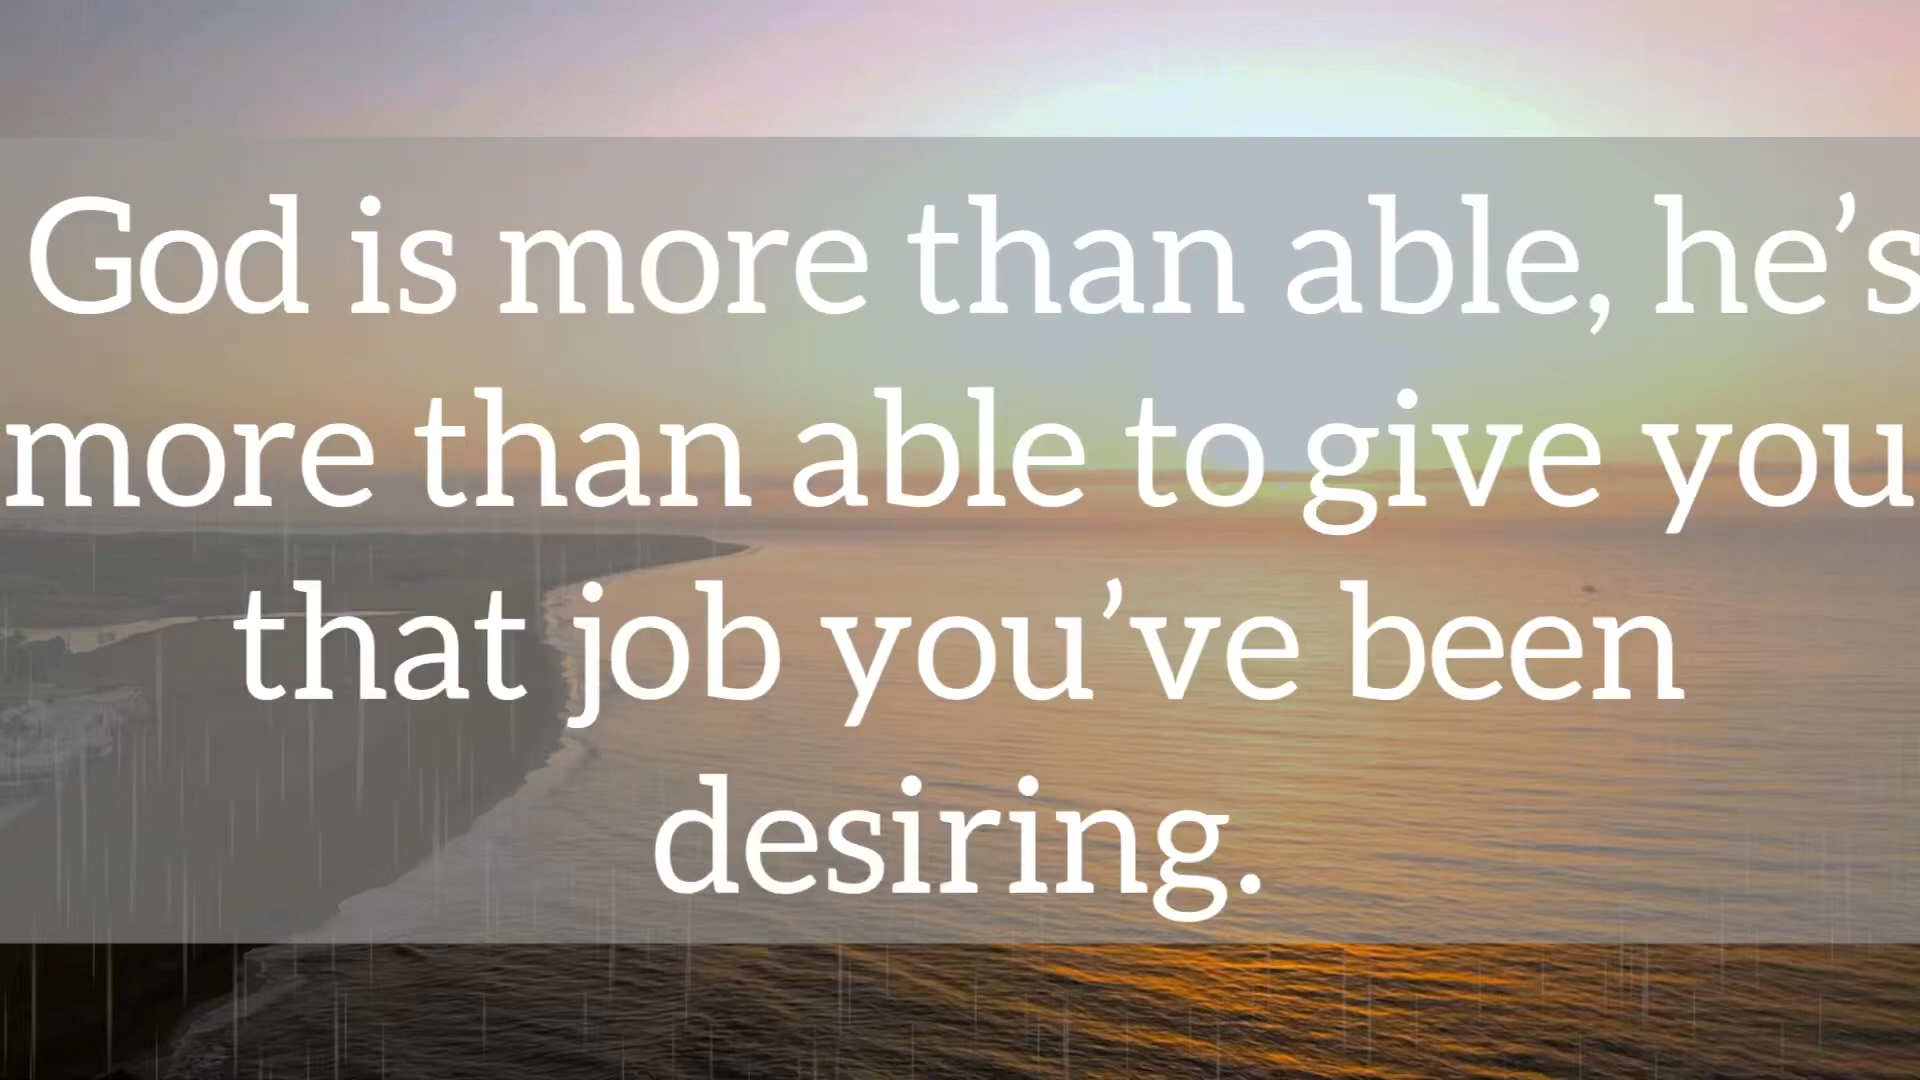 God is more than able, he’s
more than able to give you
that job you’ve been
desiring.